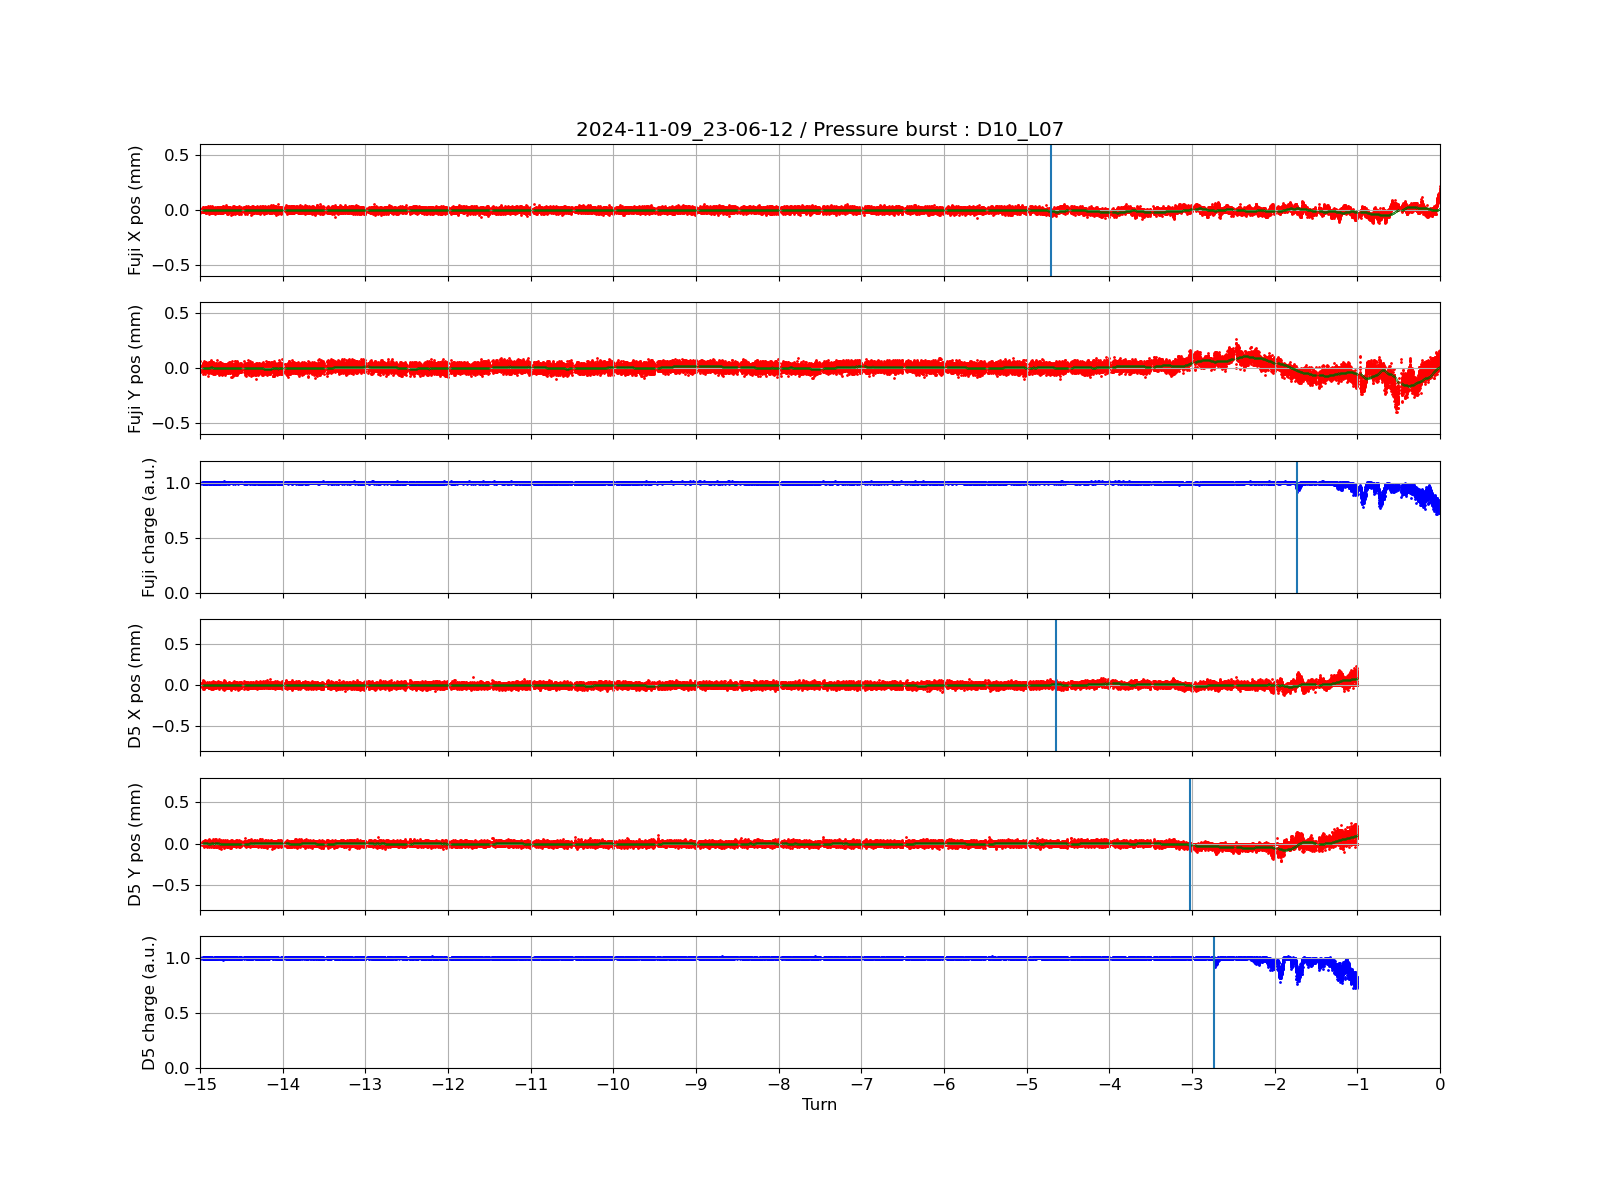 2024-11-09_23-06-12 / Pressure burst : D10_L07
Fuji X pos (mm)
0.5
0.0
−0.5
Fuji Y pos (mm)
0.5
0.0
−0.5
Fuji charge (a.u.)
1.0
0.5
0.0
D5 X pos (mm)
0.5
0.0
−0.5
D5 Y pos (mm)
0.5
0.0
−0.5
D5 charge (a.u.)
1.0
0.5
0.0
−15 −14 −13 −12 −11 −10 −9 −8 −7 −6 −5 −4 −3 −2 −1 0
Turn